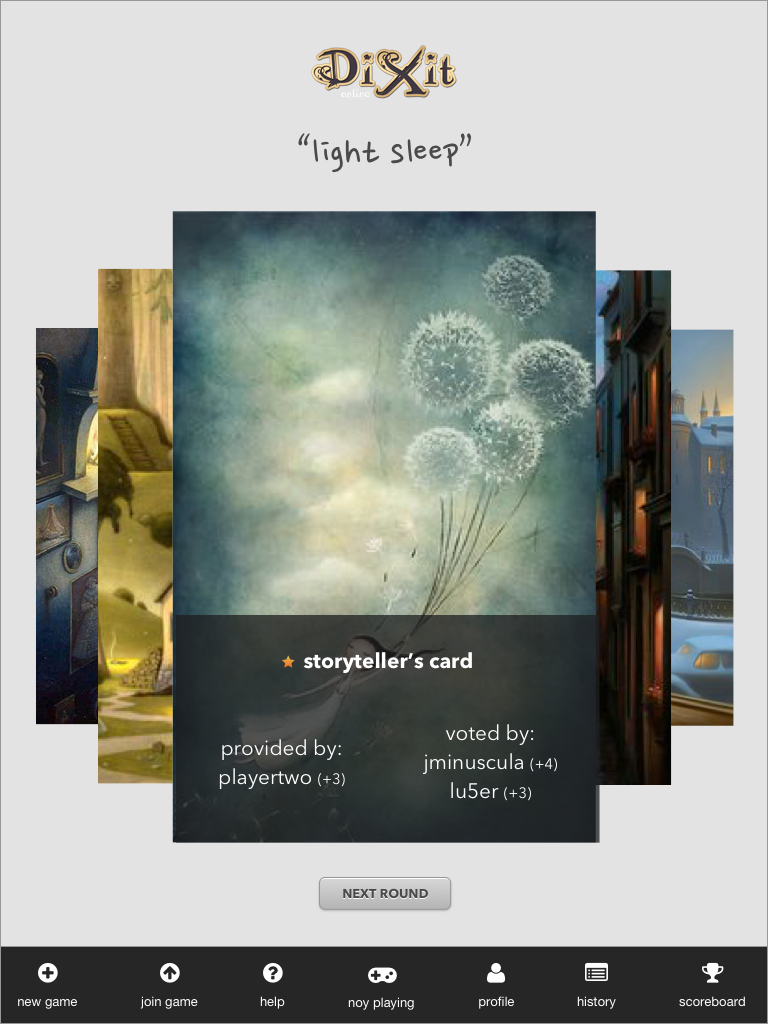 DiXit
online
“light sleep”
storyteller’s card
provided by:
playertwo (+3)
voted by:
jminuscula (+4)
lu5er (+3)
NEXT ROUND
new game
join game
help
noy playing
profile
history
scoreboard